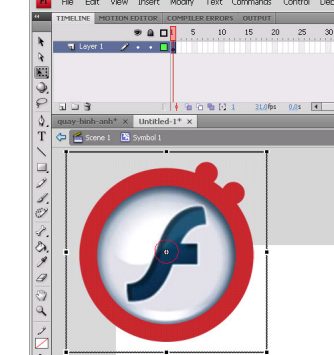 File Edit View Insert Modify Text Commands Control Deb
TIMELINE MOTION EDITOR COMPILER ERRORS OUTPUT
5 10 15 20 25 30
Layer 1
1 31.0fps 0.0s
quay-hinh-anh* × Untitled-1* ×
Scene 1 Symbol 1
T